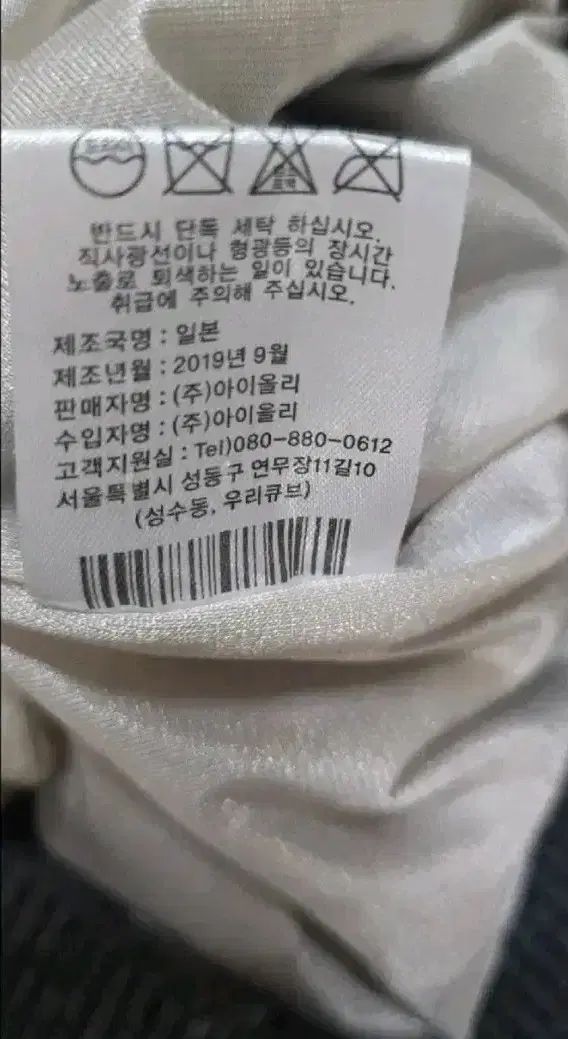 드라이
표백
반드시 단독 세탁 하십시오.
직사광선이나 형광등의 장시간
노출로 퇴색하는 일이 있습니다.
취급에 주의해 주십시오.
제조국명 : 일본
제조년월 : 2019년 9월
판매자명 : (주)아이올리
수입자명 : (주)아이올리
고객지원실 : Tel)080-880-0612
서울특별시 성동구 연무장11길10
(성수동, 우리큐브)